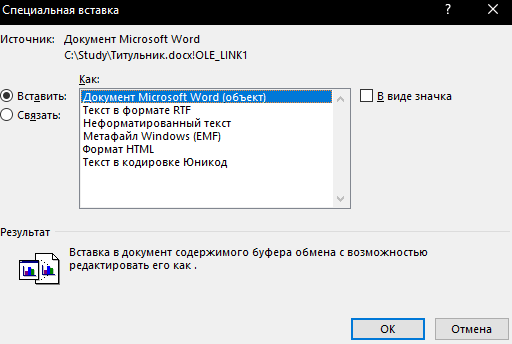 Специальная вставка
Источник: Документ Microsoft Word
C:\Study\Титульник.docx!OLE_LINK1
Как:
Вставить:
Связать:
Документ Microsoft Word (объект)
Текст в формате RTF
Неформатированный текст
Метафайл Windows (EMF)
Формат HTML
Текст в кодировке Юникод
В виде значка
Результат
Вставка в документ содержимого буфера обмена с возможностью
редактировать его как .
ОК
Отмена